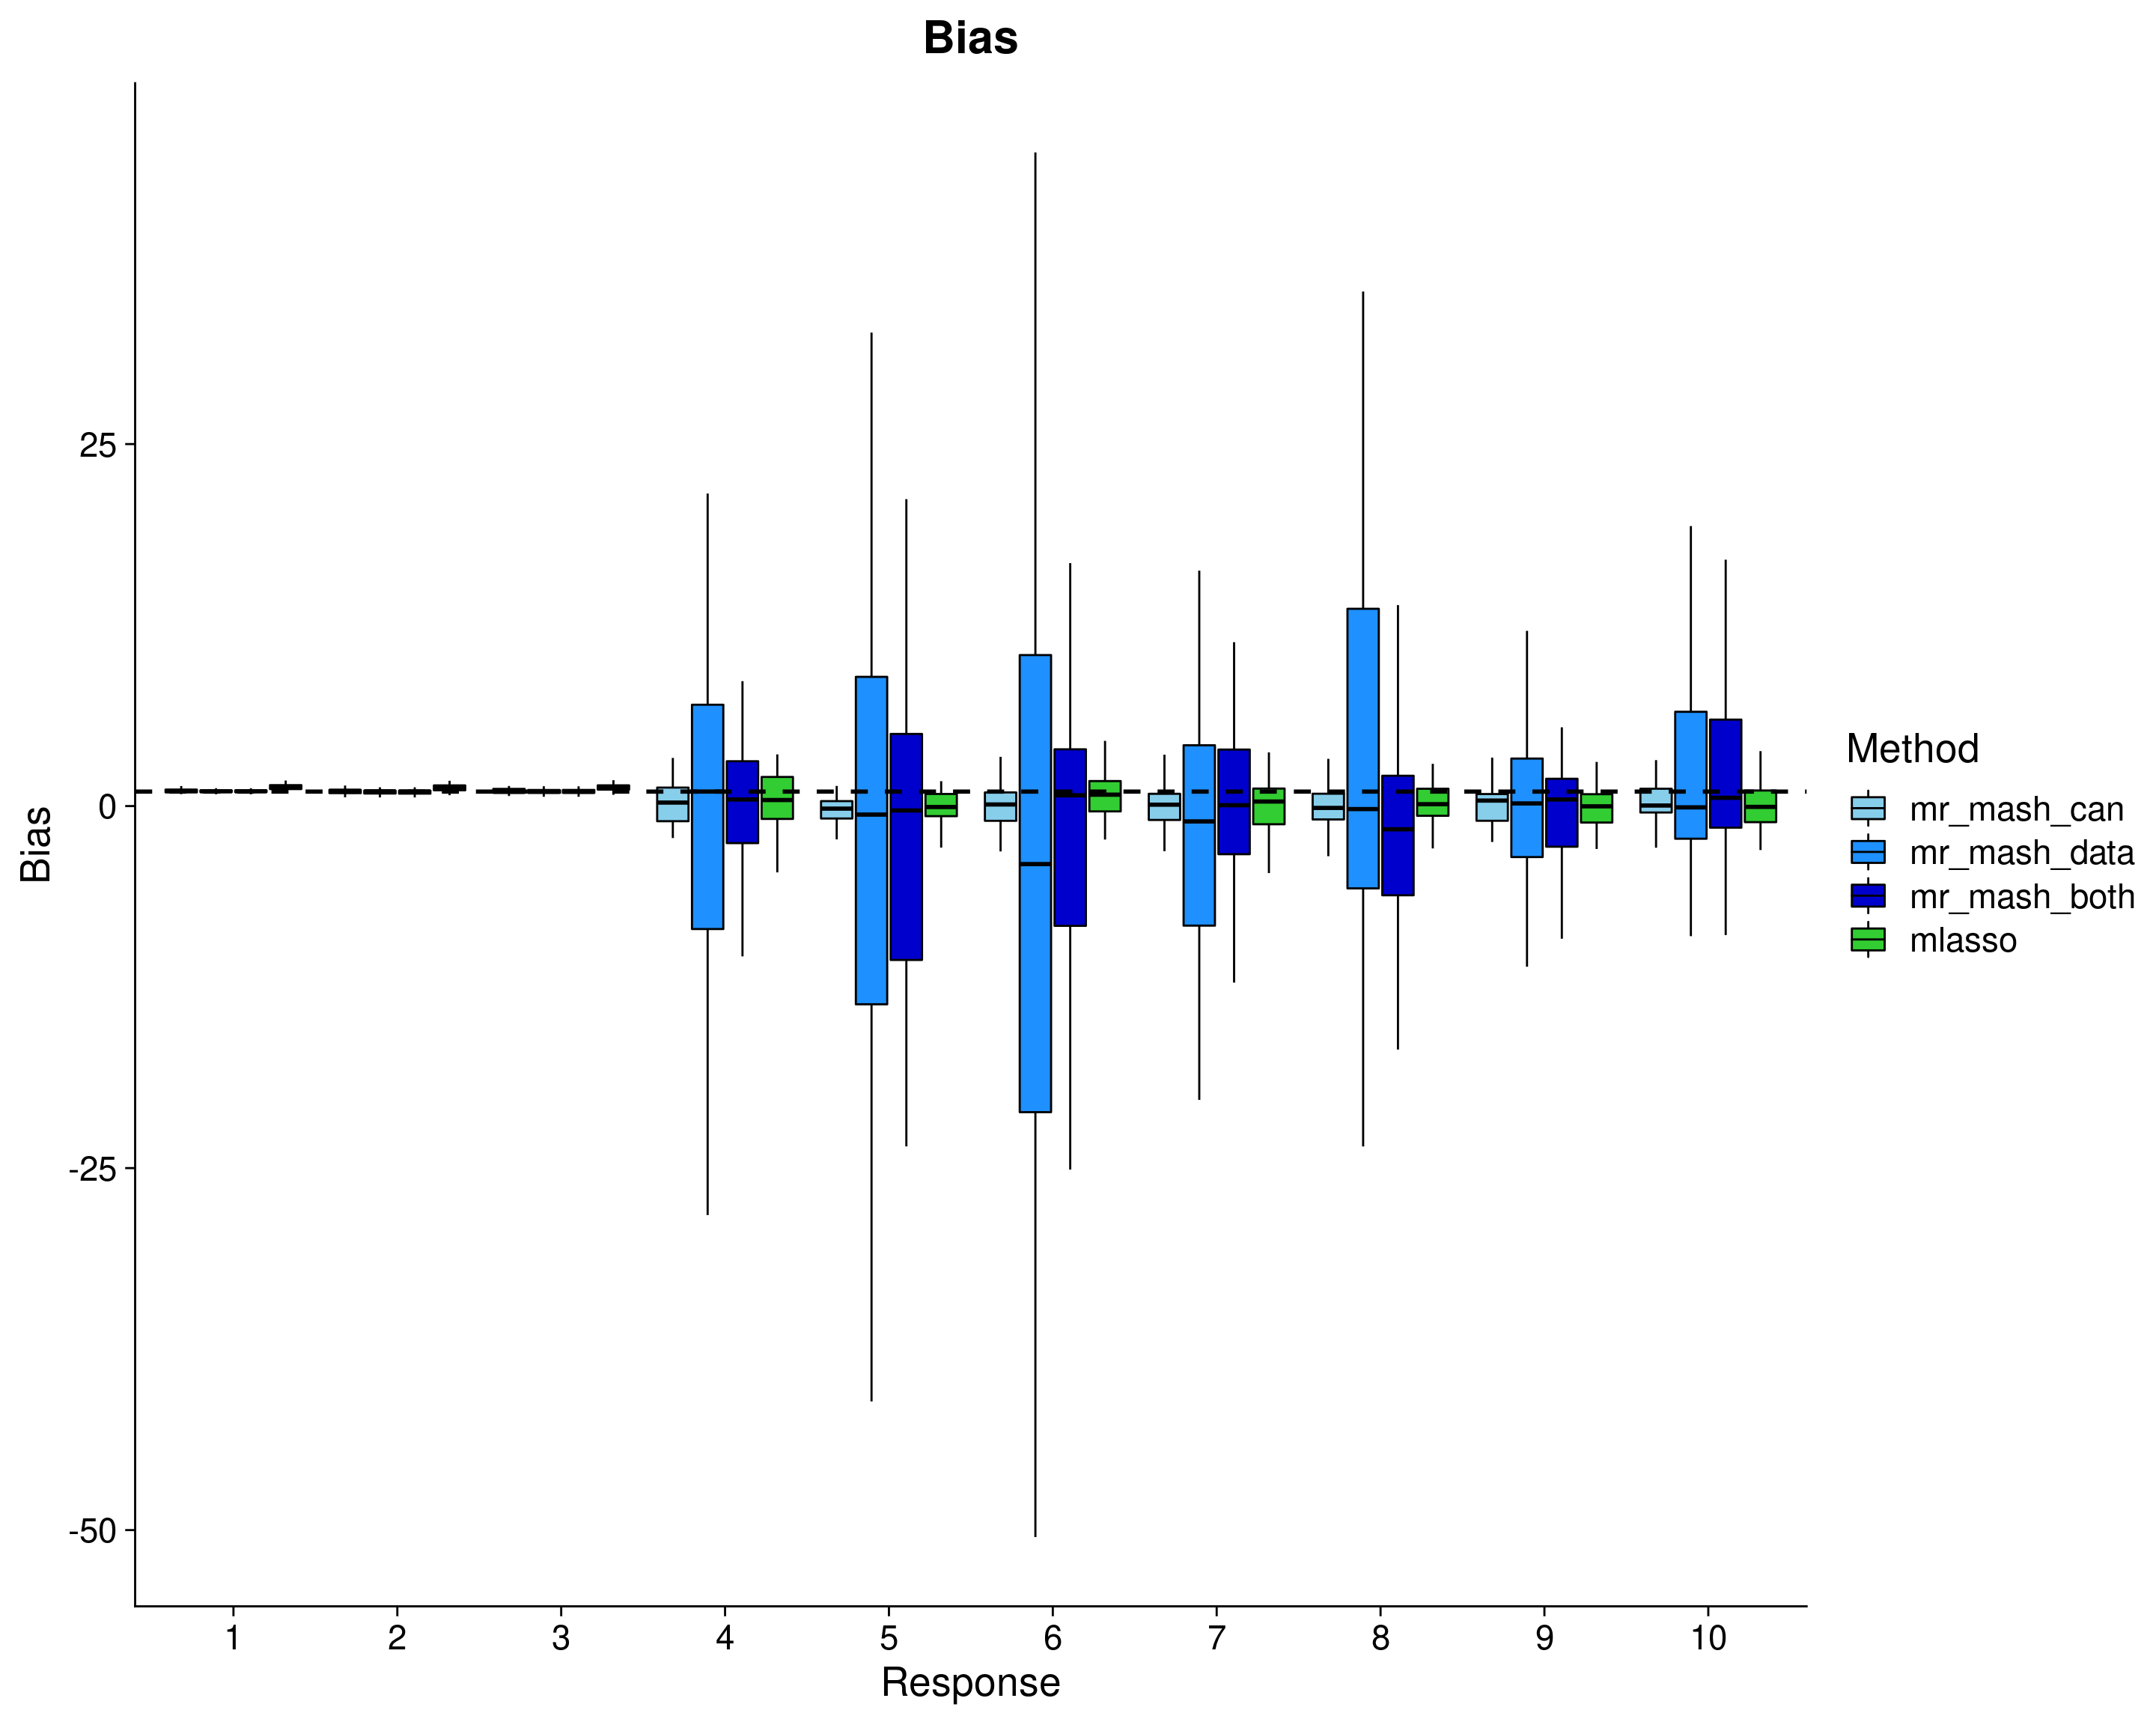 Bias
Bias
25
0
-25
-50
1 2 3 4 5 6 7 8 9 10
Response
Method
mr_mash_can
mr_mash_data
mr_mash_both
mlasso